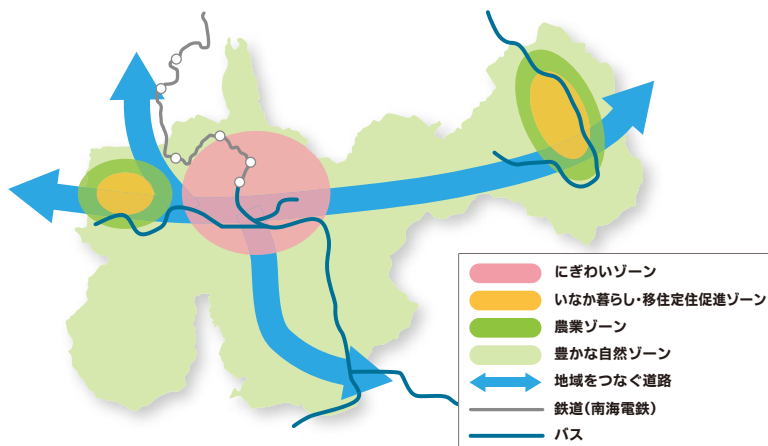 にぎわいゾーン
いなか暮らし・移住定住促進ゾーン
農業ゾーン
豊かな自然ゾーン
地域をつなぐ道路
鉄道(南海電鉄)
バス